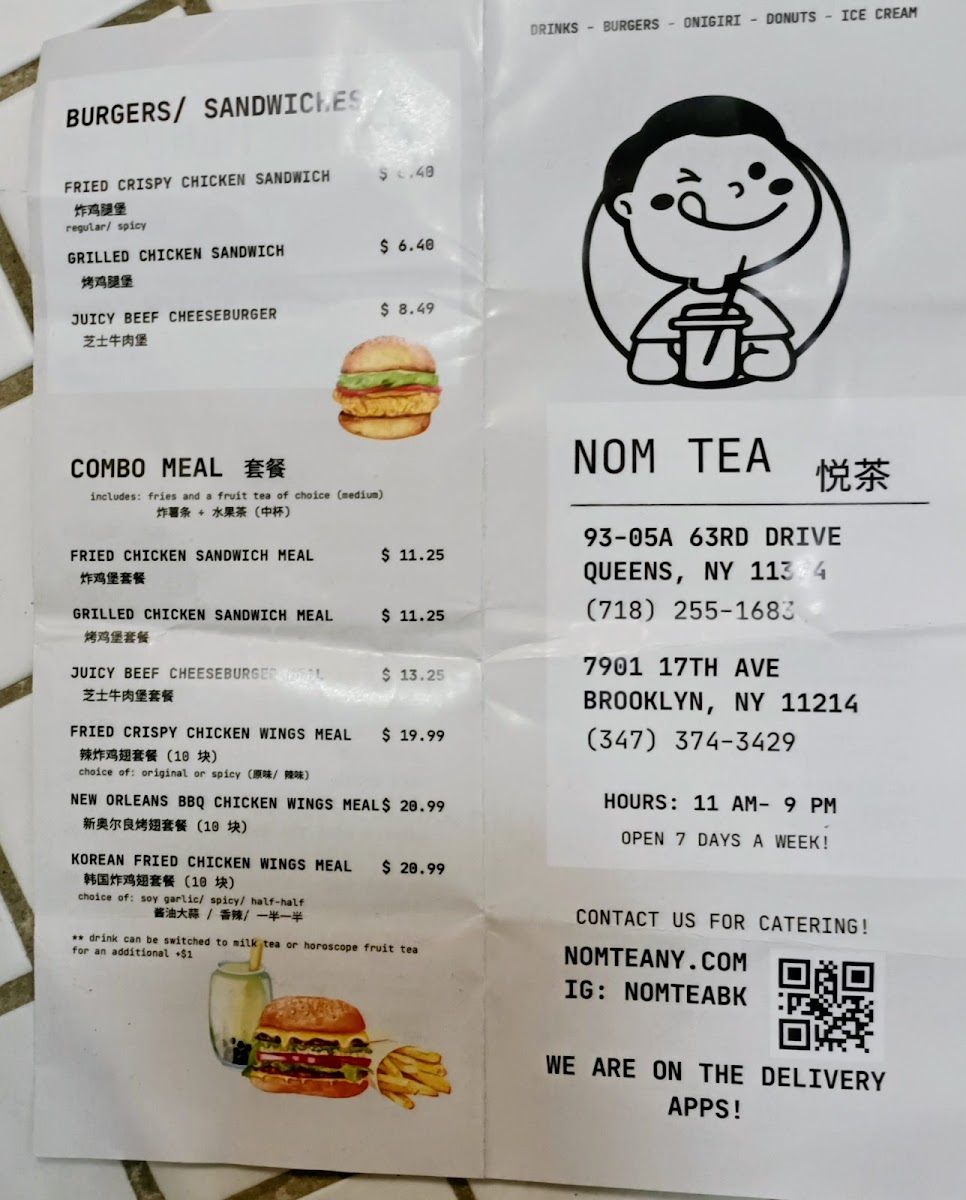 BURGERS/ SANDWICHES
FRIED CRISPY CHICKEN SANDWICH
炸鸡腿堡
regular/ spicy
GRILLED CHICKEN SANDWICH $ 6.40
烤鸡腿堡
JUICY BEEF CHEESEBURGER $ 8.49
芝士牛肉堡
COMBO MEAL 套餐
includes: fries and a fruit tea of choice (medium)
炸薯条 + 水果茶 (中杯)
FRIED CHICKEN SANDWICH MEAL $ 11.25
炸鸡堡套餐
GRILLED CHICKEN SANDWICH MEAL $ 11.25
烤鸡堡套餐
JUICY BEEF CHEESEBURGER MEAL $ 13.25
芝士牛肉堡套餐
FRIED CRISPY CHICKEN WINGS MEAL $ 19.99
辣炸鸡翅套餐 (10 块)
choice of: original or spicy (原味/ 辣味)
NEW ORLEANS BBQ CHICKEN WINGS MEAL $ 20.99
新奥尔良烤翅套餐 (10 块)
KOREAN FRIED CHICKEN WINGS MEAL $ 20.99
韩国炸鸡翅套餐 (10 块)
choice of: soy garlic/ spicy/ half-half
酱油大蒜 / 香辣/ 一半一半
** drink can be switched to milk tea or horoscope fruit tea
for an additional +$1
DRINKS - BURGERS - ONIGIRI - DONUTS - ICE CREAM
NOM TEA 悦茶
93-05A 63RD DRIVE
QUEENS, NY
(718) 255-1683
7901 17TH AVE
BROOKLYN, NY 11214
(347) 374-3429
HOURS: 11 AM- 9 PM
OPEN 7 DAYS A WEEK!
CONTACT US FOR CATERING!
NOMTEANY.COM
IG: NOMTEABK
WE ARE ON THE DELIVERY
APPS!